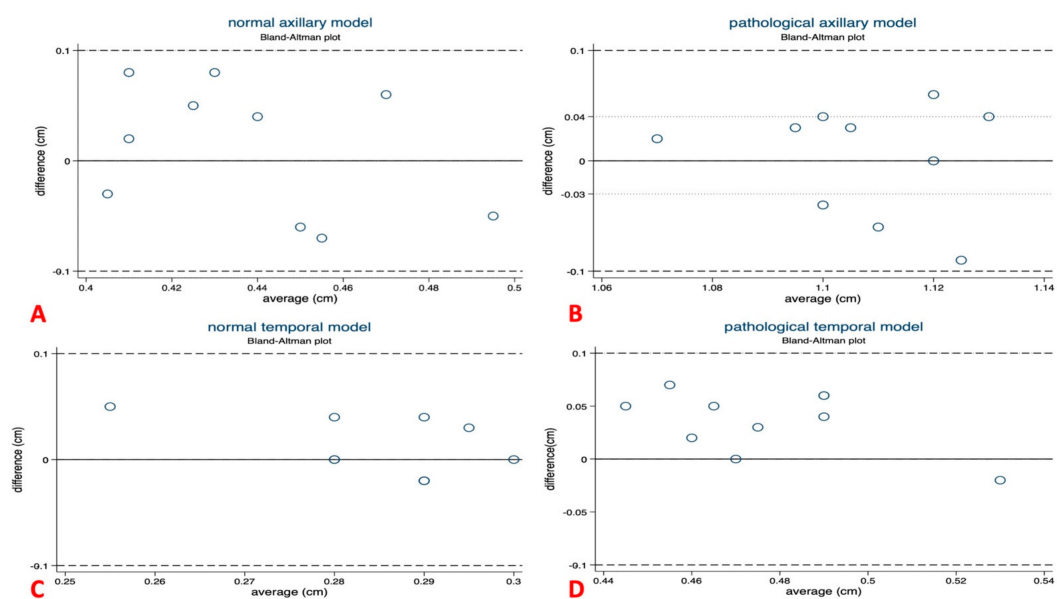 normal axillary model
Bland-Altman plot
0.1
0
-0.1
difference (cm)
0.4
0.42
0.44
0.46
0.48
0.5
average (cm)
A
pathological axillary model
Bland-Altman plot
0.1
0.04
0
-0.03
-0.1
difference (cm)
1.06
1.08
1.1
1.12
1.14
average (cm)
B
normal temporal model
Bland-Altman plot
0.1
0
-0.1
difference (cm)
0.25
0.26
0.27
0.28
0.29
0.3
average (cm)
C
pathological temporal model
Bland-Altman plot
0.1
0.05
0
-0.05
-0.1
difference(cm)
0.44
0.46
0.48
0.5
0.52
0.54
average (cm)
D